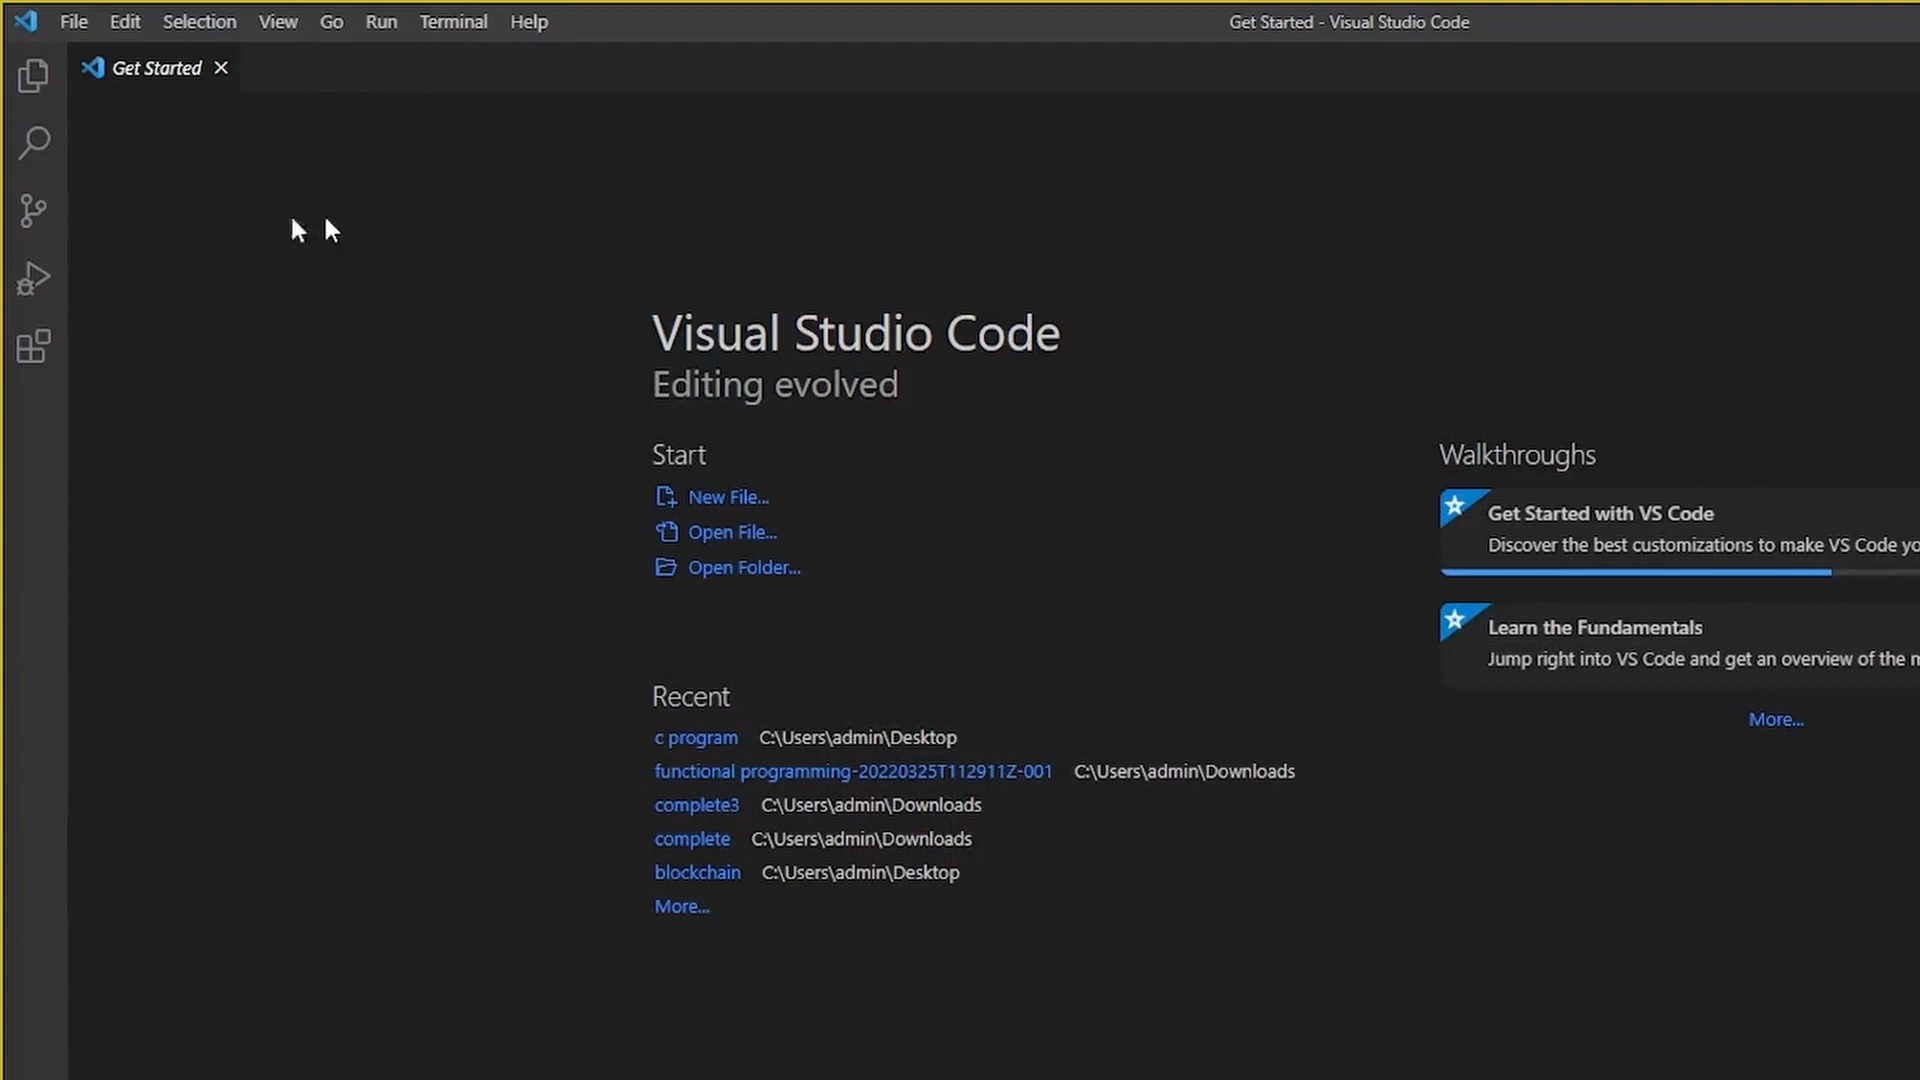 File Edit Selection View Go Run Terminal Help Get Started - Visual Studio Code
Get Started
Visual Studio Code
Editing evolved
Start
New File...
Open File...
Open Folder...
Recent
c program C:\Users\admin\Desktop
functional programming-20220325T112911Z-001 C:\Users\admin\Downloads
complete3 C:\Users\admin\Downloads
complete C:\Users\admin\Downloads
blockchain C:\Users\admin\Desktop
More...
Walkthroughs
Get Started with VS Code
Discover the best customizations to make VS Code yo
Learn the Fundamentals
Jump right into VS Code and get an overview of the m
More...